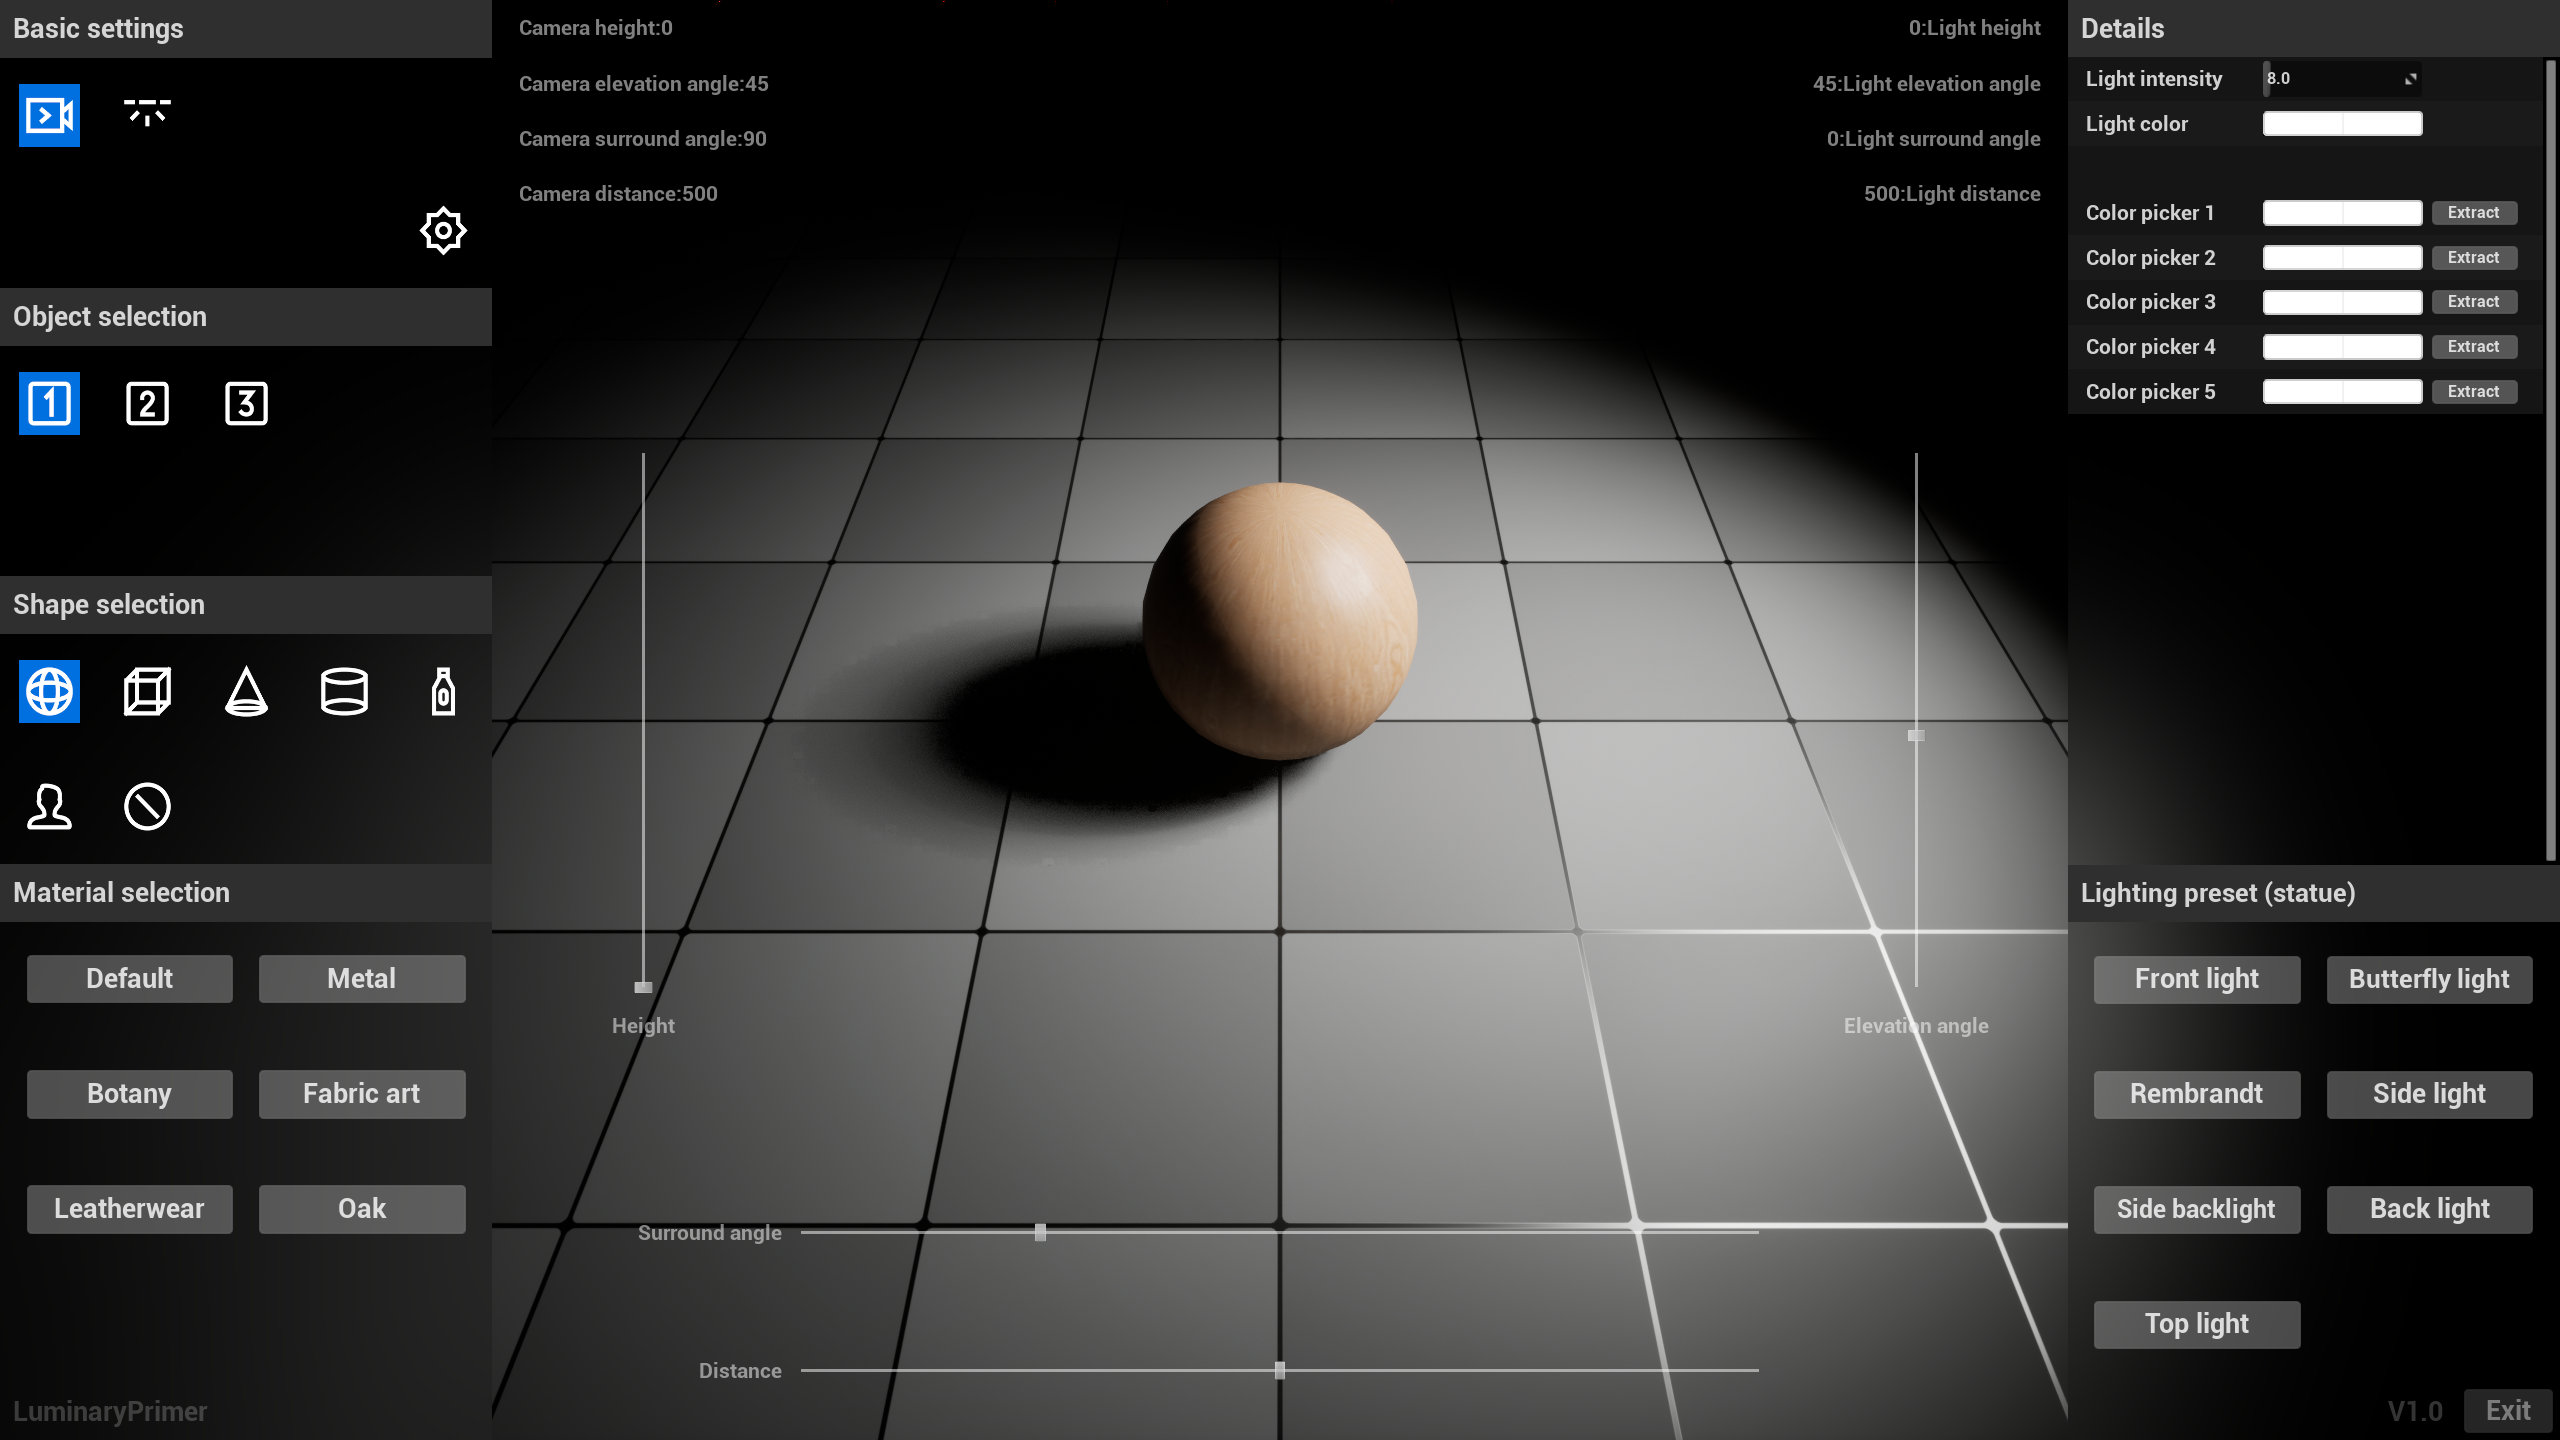 Basic settings
Object selection
1 2 3
Shape selection
0
Material selection
Default Metal
Botany Fabric art
Leatherwear Oak
LuminaryPrimer
Camera height:0
Camera elevation angle:45
Camera surround angle:90
Camera distance:500
0:Light height
45:Light elevation angle
0:Light surround angle
500:Light distance
Height
Elevation angle
Surround angle
Distance
Details
Light intensity 8.0
Light color
Color picker 1 Extract
Color picker 2 Extract
Color picker 3 Extract
Color picker 4 Extract
Color picker 5 Extract
Lighting preset (statue)
Front light Butterfly light
Rembrandt Side light
Side backlight Back light
Top light
V1.0 Exit